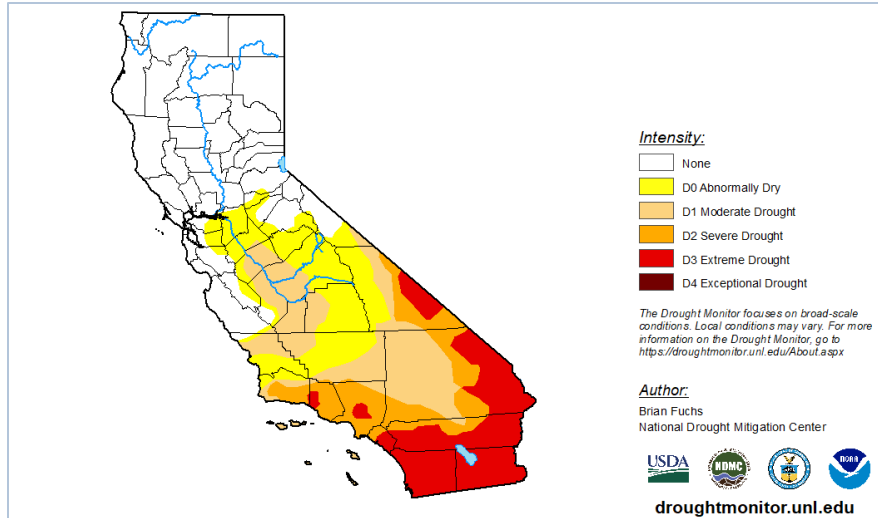 Intensity:
None
D0 Abnormally Dry
D1 Moderate Drought
D2 Severe Drought
D3 Extreme Drought
D4 Exceptional Drought
The Drought Monitor focuses on broad-scale
conditions. Local conditions may vary. For more
information on the Drought Monitor, go to
https://droughtmonitor.unl.edu/About.aspx
Author:
Brian Fuchs
National Drought Mitigation Center
USDA
NDMC
NOAA
droughtmonitor.unl.edu